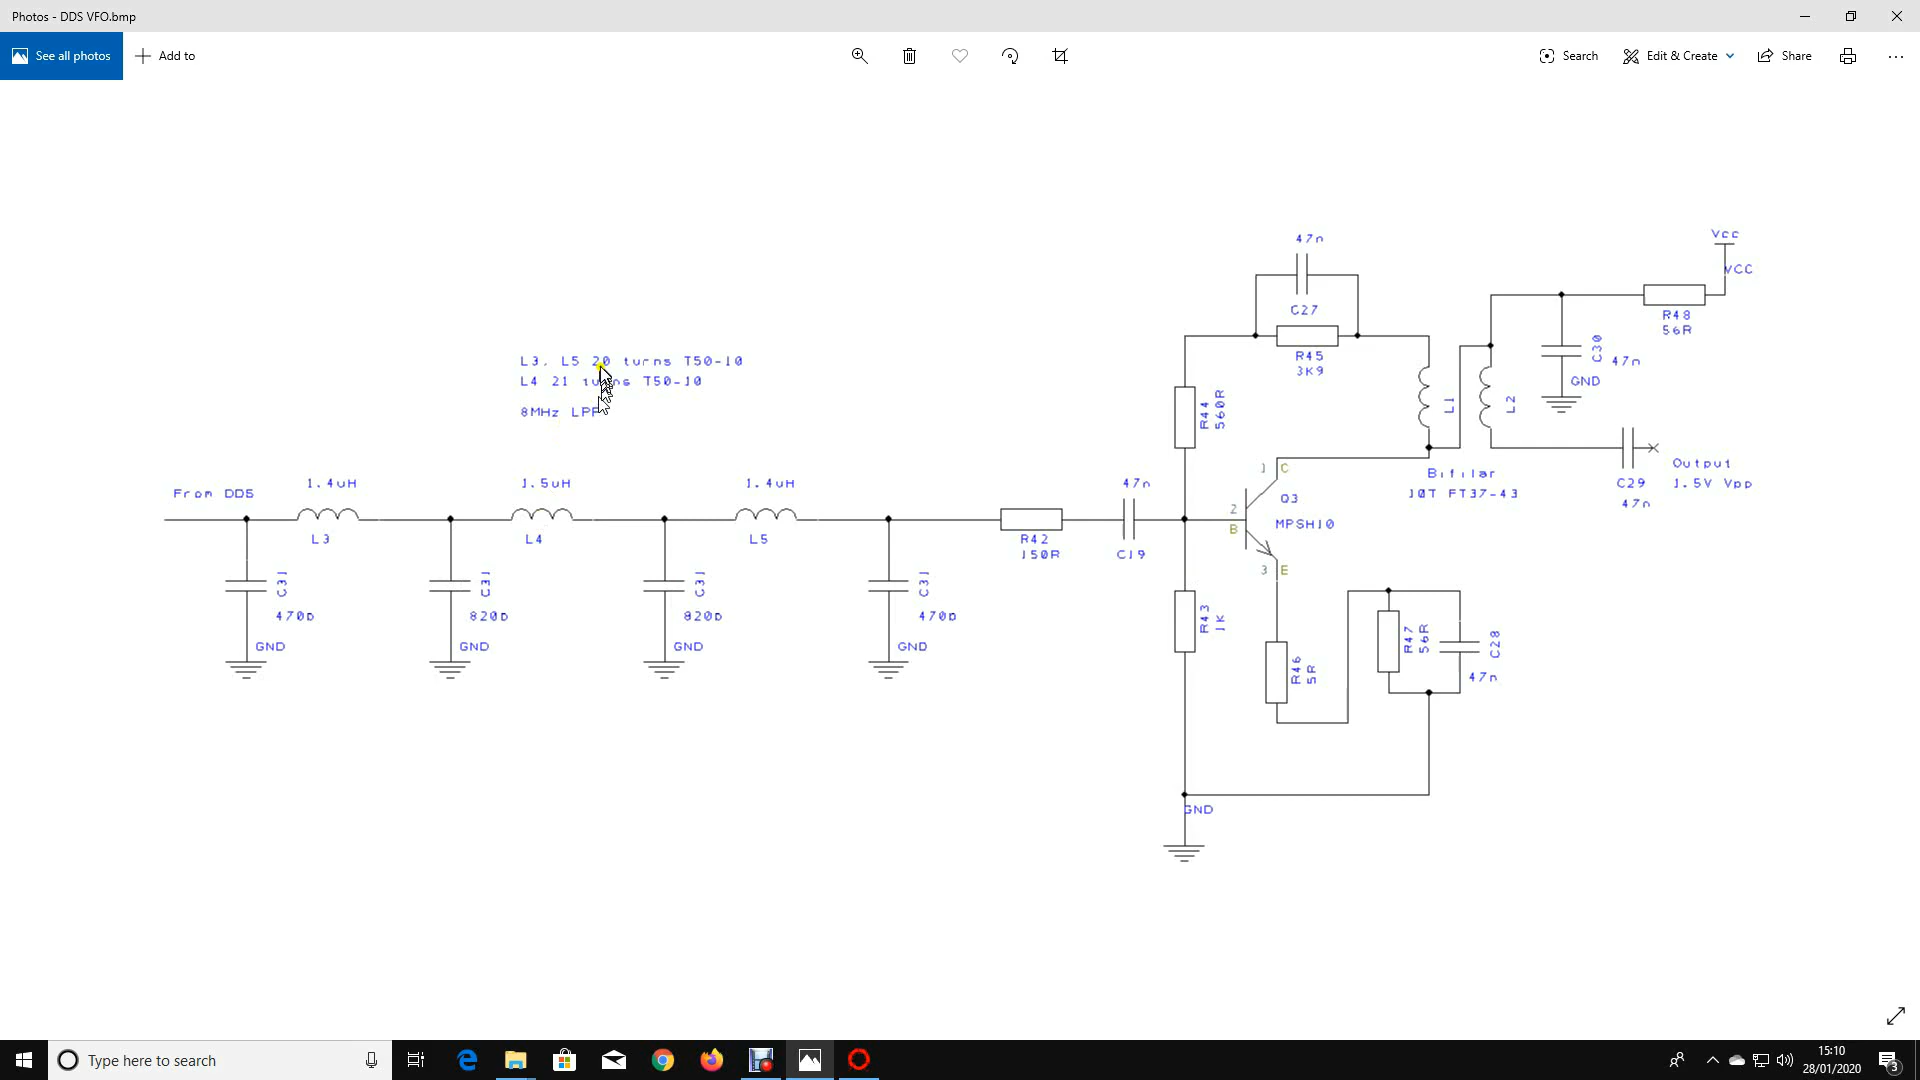 Photos - DDS VFO.bmp
See all photos
Add to
Search
Edit & Create
Share
Vcc
VCC
47n
C27
R45
3K9
R48
56R
C30
47n
GND
L3, L5 20 turns T50-10
L4 21 turns T50-10
8MHz LPF
R44
560R
L1
L2
Bifilar
10T FT37-43
C29
47n
Output
1.5V Vpp
From DDS
1.4uH
L3
1.5uH
L4
1.4uH
L5
R42
150R
47n
C19
1 C
2
B
3 E
Q3
MPSH10
C31
470p
GND
C31
820p
GND
C31
820p
GND
C31
470p
GND
R43
1K
R46
5R
R47
56R
C28
47n
GND
Type here to search
15:10
28/01/2020
3